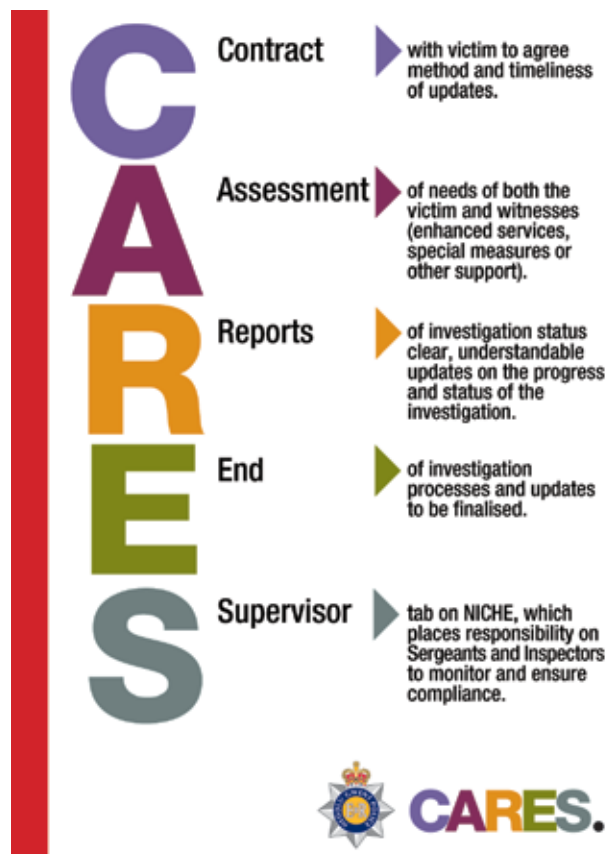 C
Contract
with victim to agree
method and timeliness
of updates.
A
Assessment
of needs of both the
victim and witnesses
(enhanced services,
special measures or
other support).
R
Reports
of investigation status
clear, understandable
updates on the progress
and status of the
investigation.
E
End
of investigation
processes and updates
to be finalised.
S
Supervisor
tab on NICHE, which
places responsibility on
Sergeants and Inspectors
to monitor and ensure
compliance.
CARES.